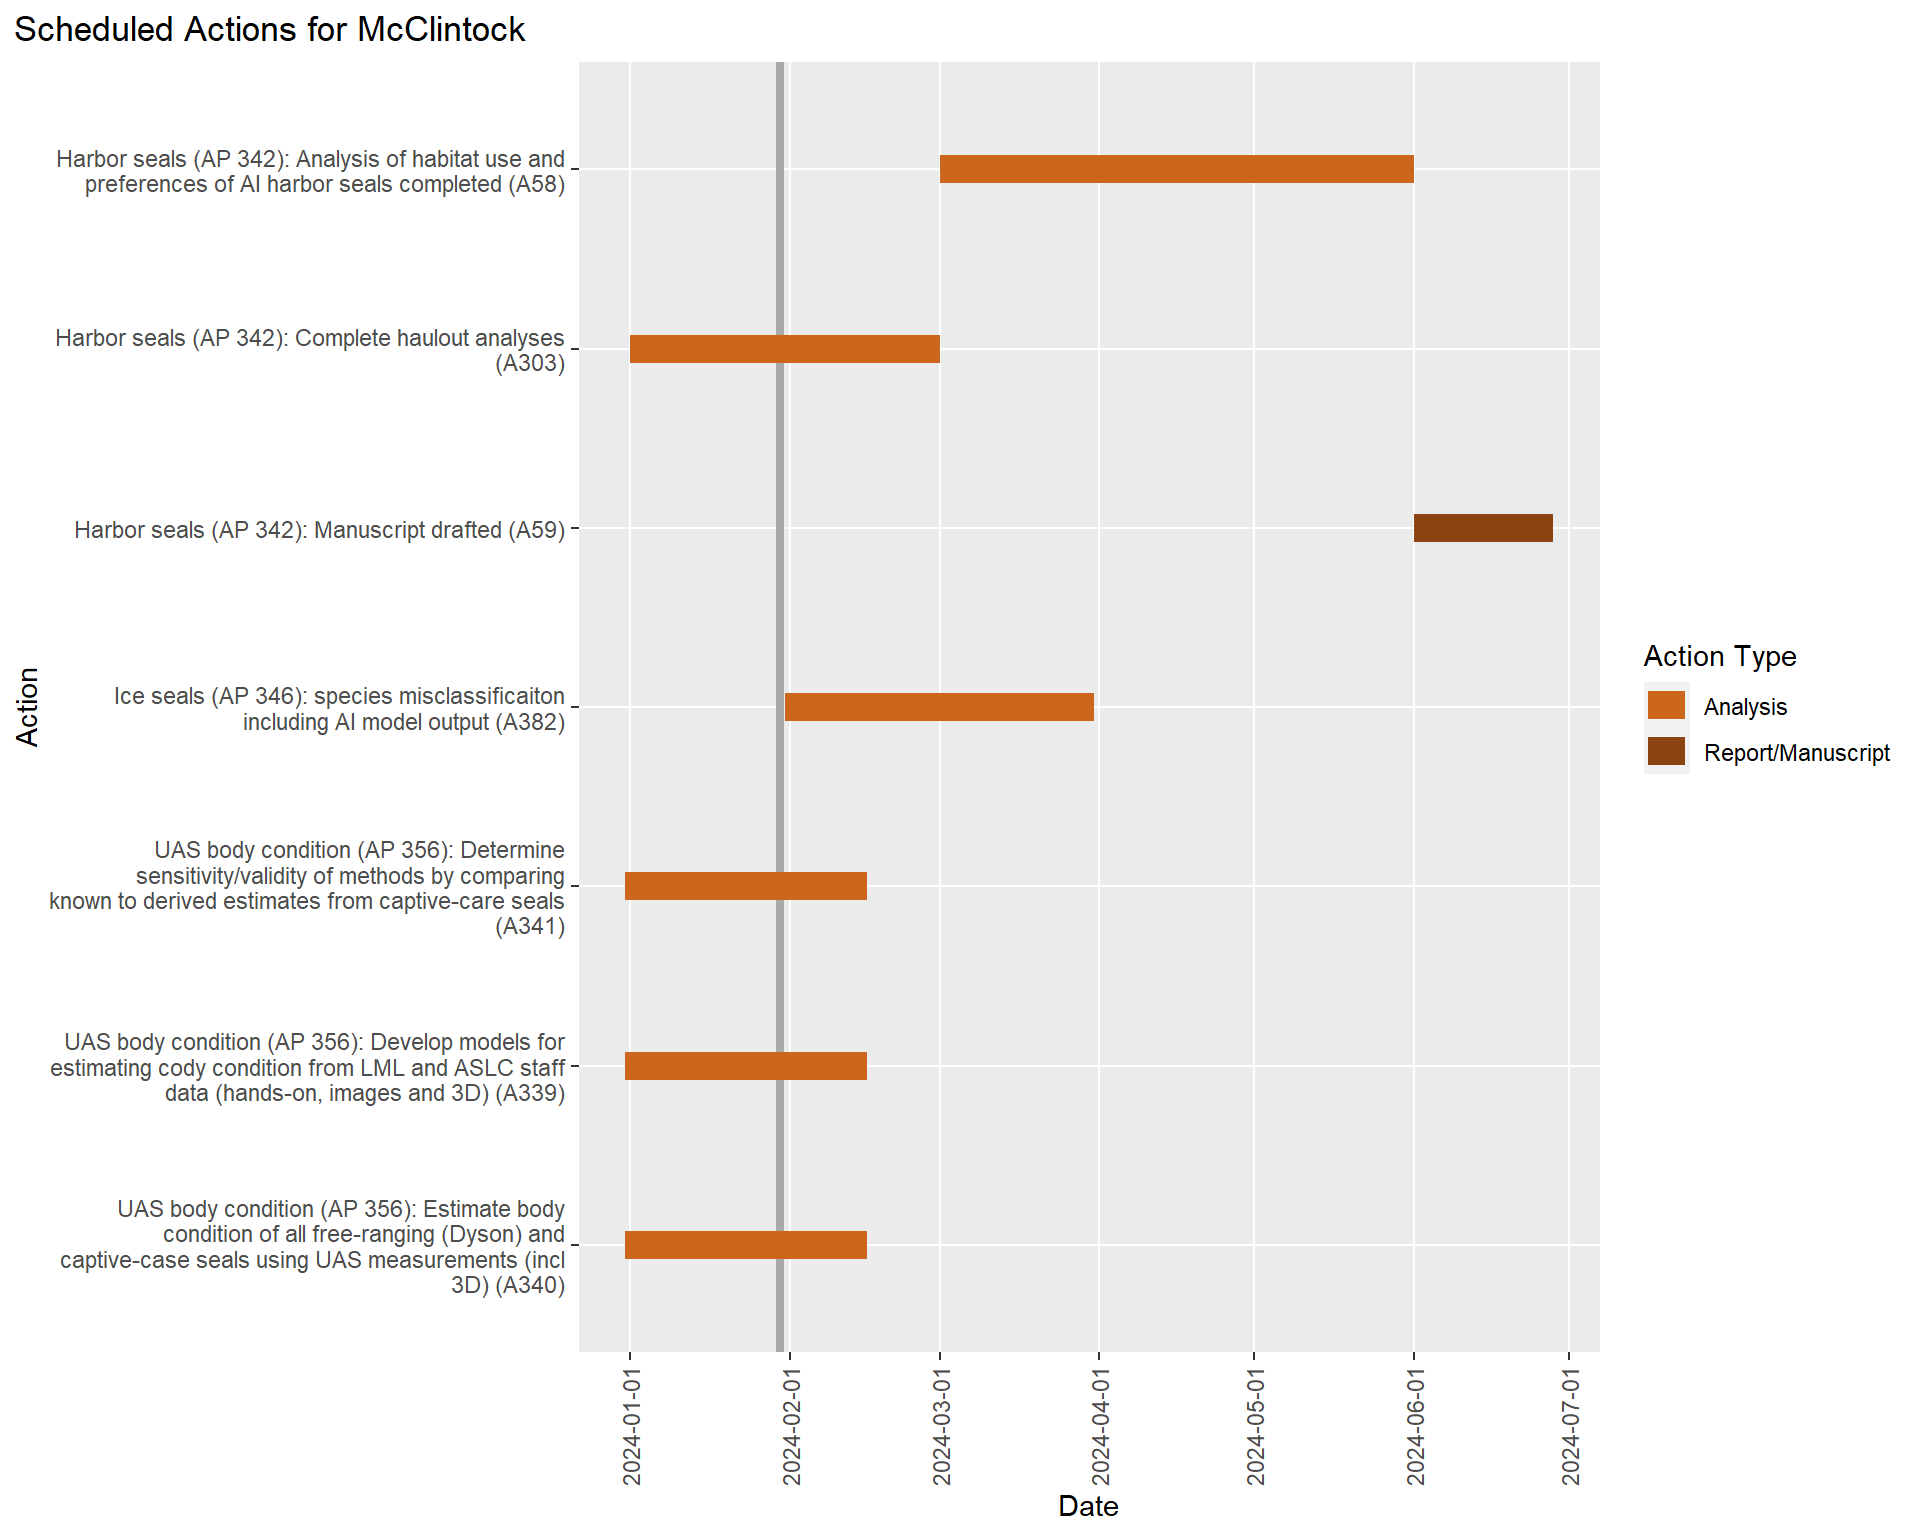 Scheduled Actions for McClintock
Harbor seals (AP 342): Analysis of habitat use and
preferences of AI harbor seals completed (A58)
Harbor seals (AP 342): Complete haulout analyses
(A303)
Harbor seals (AP 342): Manuscript drafted (A59)
Ice seals (AP 346): species misclassificaiton
including AI model output (A382)
UAS body condition (AP 356): Determine
sensitivity/validity of methods by comparing
known to derived estimates from captive-care seals
(A341)
UAS body condition (AP 356): Develop models for
estimating cody condition from LML and ASLC staff
data (hands-on, images and 3D) (A339)
UAS body condition (AP 356): Estimate body
condition of all free-ranging (Dyson) and
captive-case seals using UAS measurements (incl
3D) (A340)
Action
2024-01-01
2024-02-01
2024-03-01
2024-04-01
2024-05-01
2024-06-01
2024-07-01
Date
Action Type
Analysis
Report/Manuscript